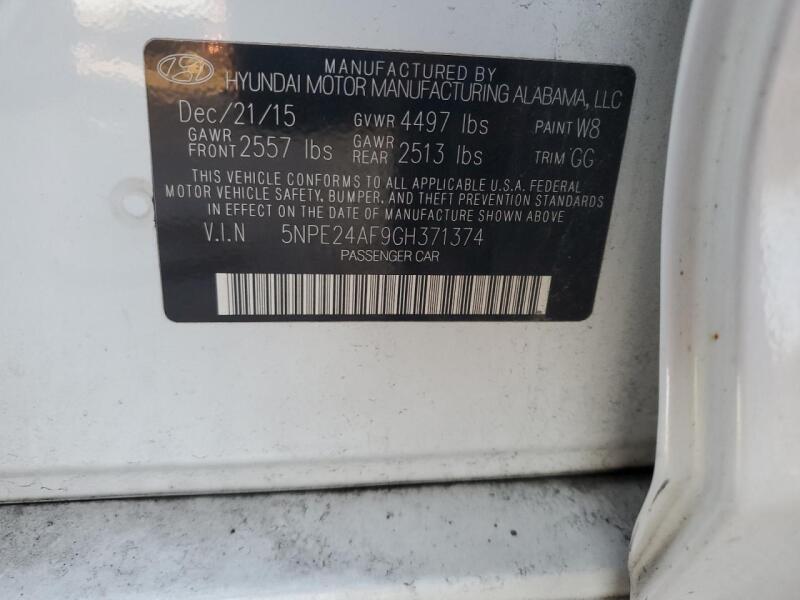 MANUFACTURED BY
HYUNDAI MOTOR MANUFACTURING ALABAMA, LLC
Dec/21/15 GVWR 4497 lbs PAINT W8
GAWR FRONT 2557 lbs GAWR REAR 2513 lbs TRIM GG
THIS VEHICLE CONFORMS TO ALL APPLICABLE U.S.A. FEDERAL
MOTOR VEHICLE SAFETY, BUMPER, AND THEFT PREVENTION STANDARDS
IN EFFECT ON THE DATE OF MANUFACTURE SHOWN ABOVE
V.I.N 5NPE24AF9GH371374
PASSENGER CAR